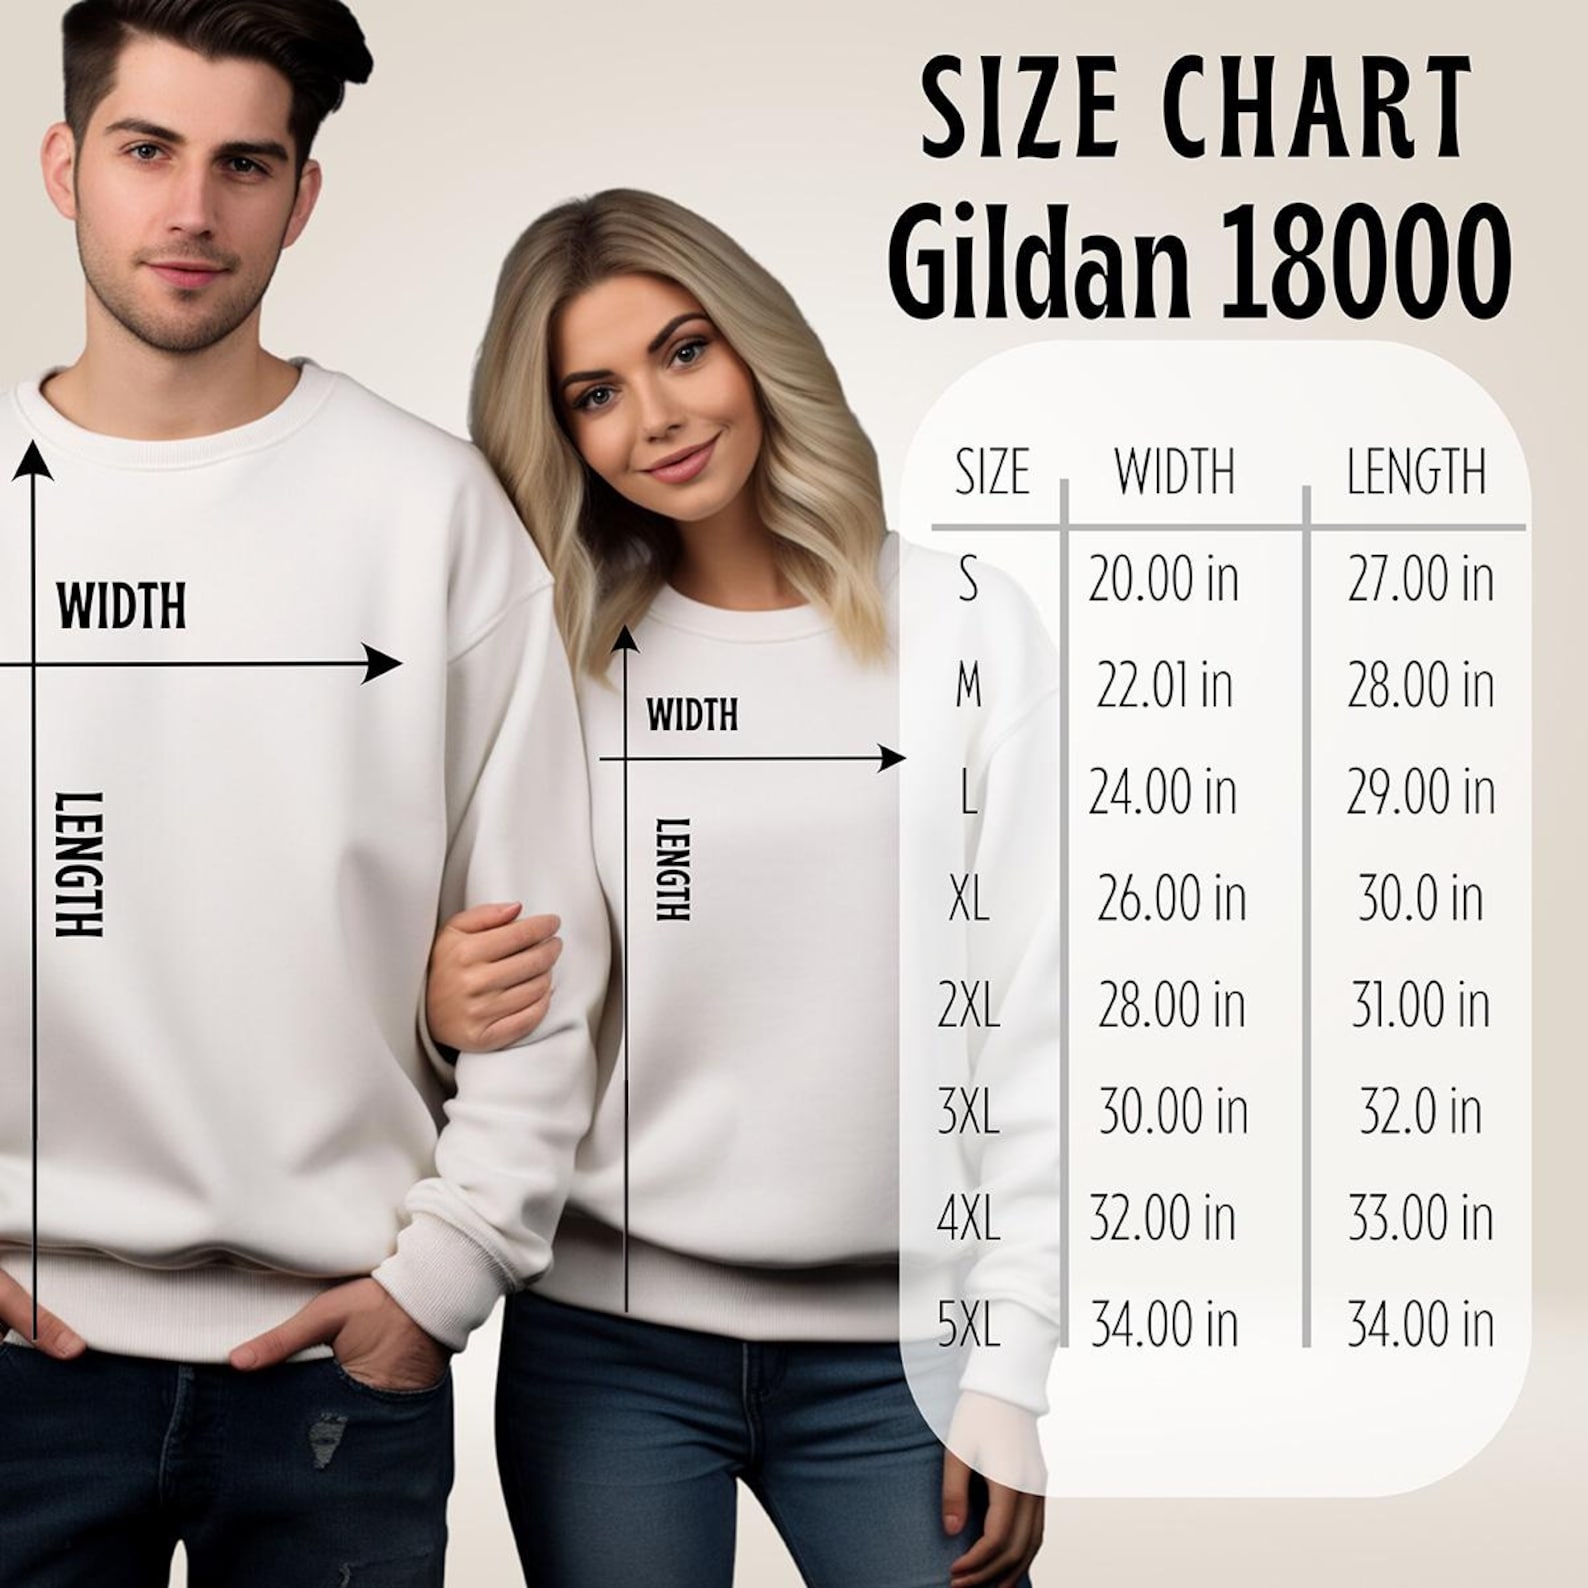 SIZE CHART
Gildan 18000
SIZE WIDTH LENGTH
S 20.00 in 27.00 in
M 22.01 in 28.00 in
L 24.00 in 29.00 in
XL 26.00 in 30.0 in
2XL 28.00 in 31.00 in
3XL 30.00 in 32.0 in
4XL 32.00 in 33.00 in
5XL 34.00 in 34.00 in
WIDTH
LENGTH
WIDTH
LENGTH